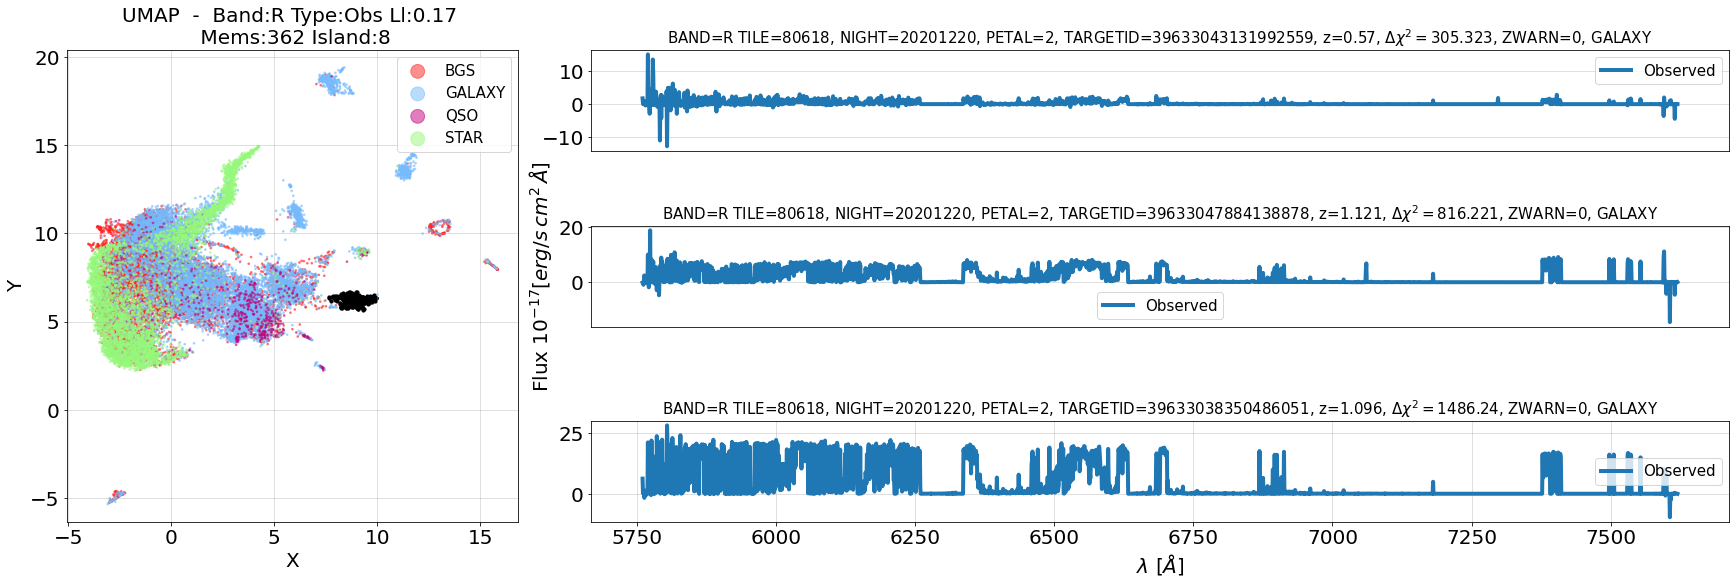 UMAP - Band:R Type:Obs Ll:0.17
Mems:362 Island:8
BGS
GALAXY
QSO
STAR
20
15
10
5
0
−5
Y
−5 0 5 10 15
X
BAND=R TILE=80618, NIGHT=20201220, PETAL=2, TARGETID=39633043131992559, z=0.57, Δχ² = 305.323, ZWARN=0, GALAXY
Observed
10
0
−10
Flux 10⁻¹⁷[erg/s cm² Å]
BAND=R TILE=80618, NIGHT=20201220, PETAL=2, TARGETID=39633047884138878, z=1.121, Δχ² = 816.221, ZWARN=0, GALAXY
20
0
Observed
BAND=R TILE=80618, NIGHT=20201220, PETAL=2, TARGETID=39633038350486051, z=1.096, Δχ² = 1486.24, ZWARN=0, GALAXY
25
0
Observed
5750 6000 6250 6500 6750 7000 7250 7500
λ [Å]